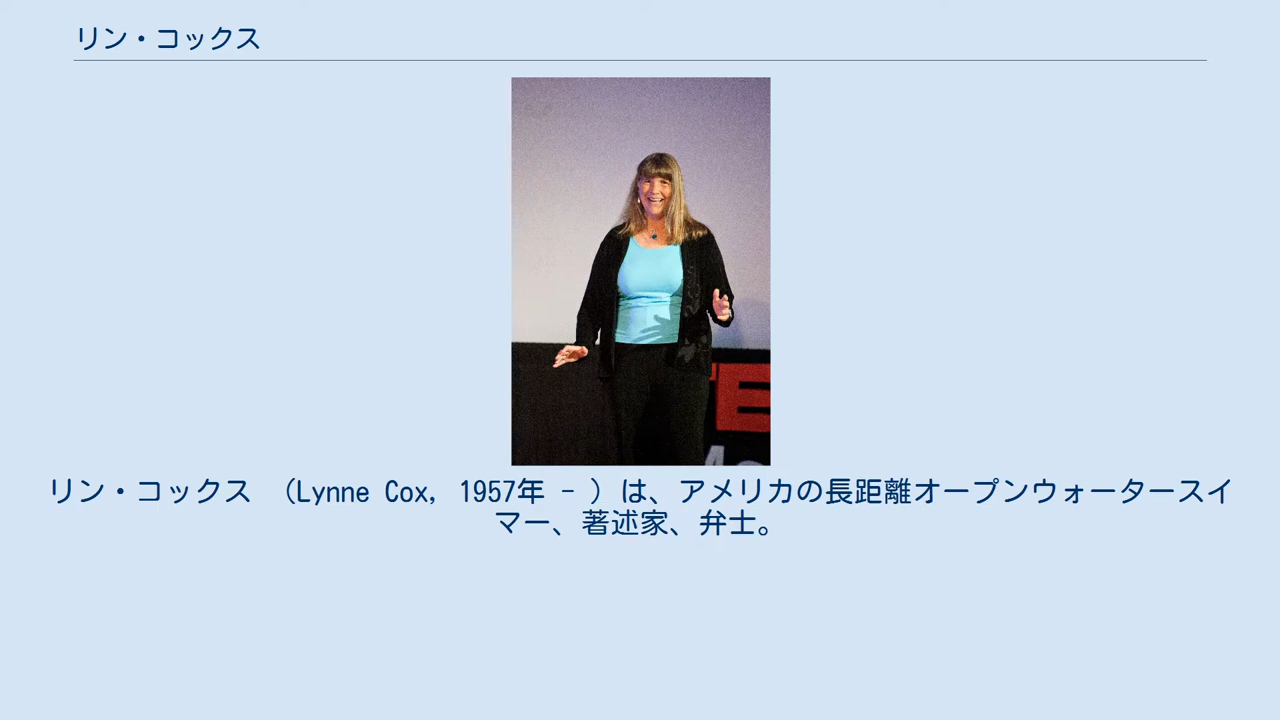 リン・コックス
リン・コックス （Lynne Cox, 1957年 - ）は、アメリカの長距離オープンウォータースイ
マー、著述家、弁士。